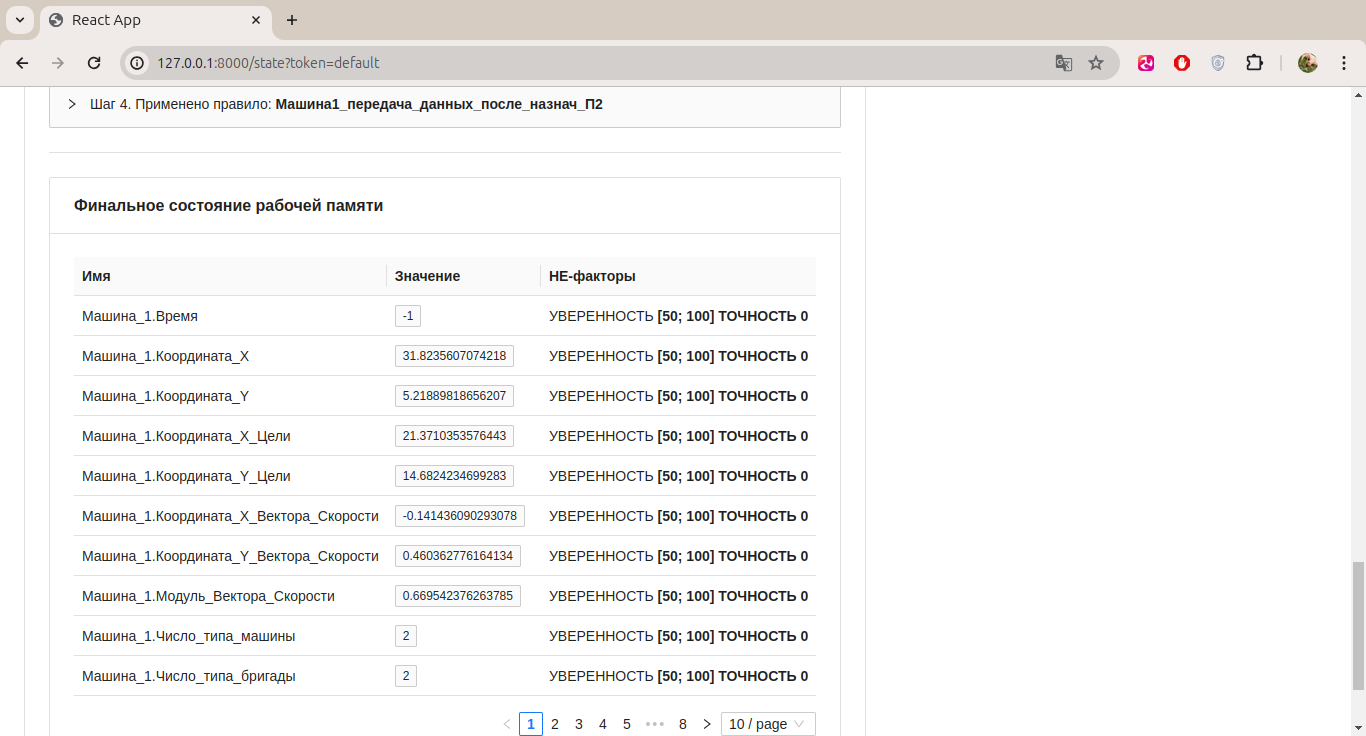 React App
127.0.0.1:8000/state?token=default
Шаг 4. Применено правило: Машина1_передача_данных_после_назнач_П2
Финальное состояние рабочей памяти
Имя Значение НЕ-факторы
Машина_1.Время -1 УВЕРЕННОСТЬ [50; 100] ТОЧНОСТЬ 0
Машина_1.Координата_X 31.8235607074218 УВЕРЕННОСТЬ [50; 100] ТОЧНОСТЬ 0
Машина_1.Координата_Y 5.21889818656207 УВЕРЕННОСТЬ [50; 100] ТОЧНОСТЬ 0
Машина_1.Координата_X_Цели 21.3710353576443 УВЕРЕННОСТЬ [50; 100] ТОЧНОСТЬ 0
Машина_1.Координата_Y_Цели 14.6824234699283 УВЕРЕННОСТЬ [50; 100] ТОЧНОСТЬ 0
Машина_1.Координата_X_Вектора_Скорости -0.141436090293078 УВЕРЕННОСТЬ [50; 100] ТОЧНОСТЬ 0
Машина_1.Координата_Y_Вектора_Скорости 0.460362776164134 УВЕРЕННОСТЬ [50; 100] ТОЧНОСТЬ 0
Машина_1.Модуль_Вектора_Скорости 0.669542376263785 УВЕРЕННОСТЬ [50; 100] ТОЧНОСТЬ 0
Машина_1.Число_типа_машины 2 УВЕРЕННОСТЬ [50; 100] ТОЧНОСТЬ 0
Машина_1.Число_типа_бригады 2 УВЕРЕННОСТЬ [50; 100] ТОЧНОСТЬ 0
1 2 3 4 5 ••• 8 10 / page